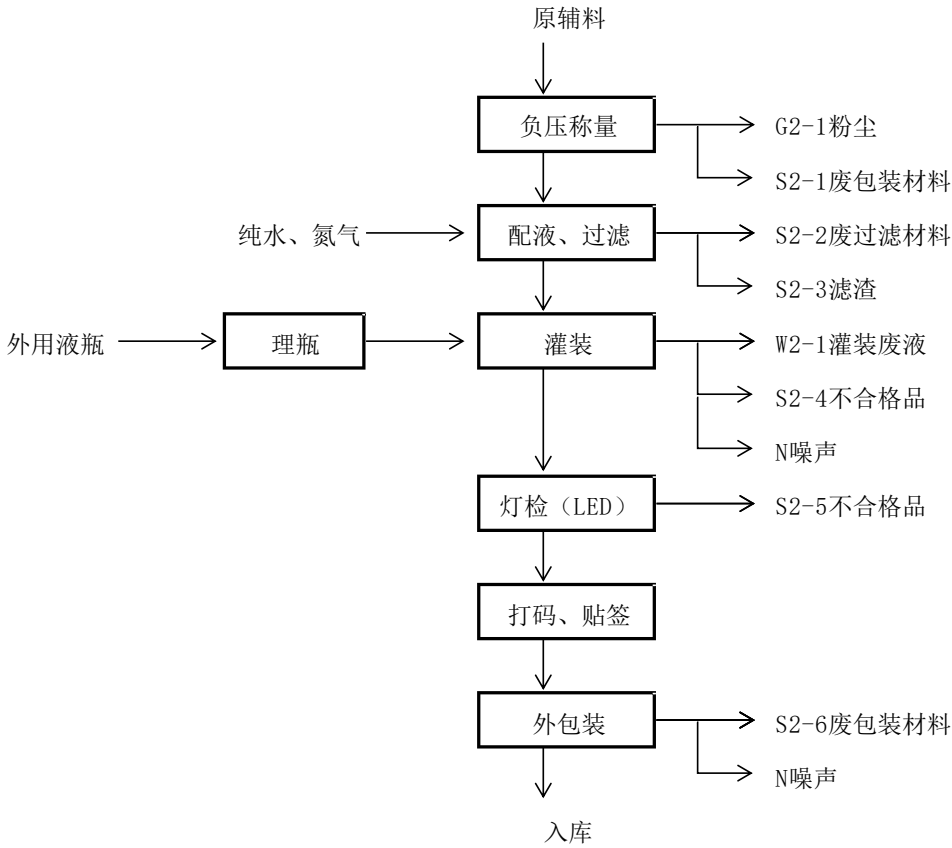 原辅料
负压称量
G2-1粉尘
S2-1废包装材料
纯水、氮气
配液、过滤
S2-2废过滤材料
S2-3滤渣
外用液瓶
理瓶
灌装
W2-1灌装废液
S2-4不合格品
N噪声
灯检（LED）
S2-5不合格品
打码、贴签
外包装
S2-6废包装材料
N噪声
入库